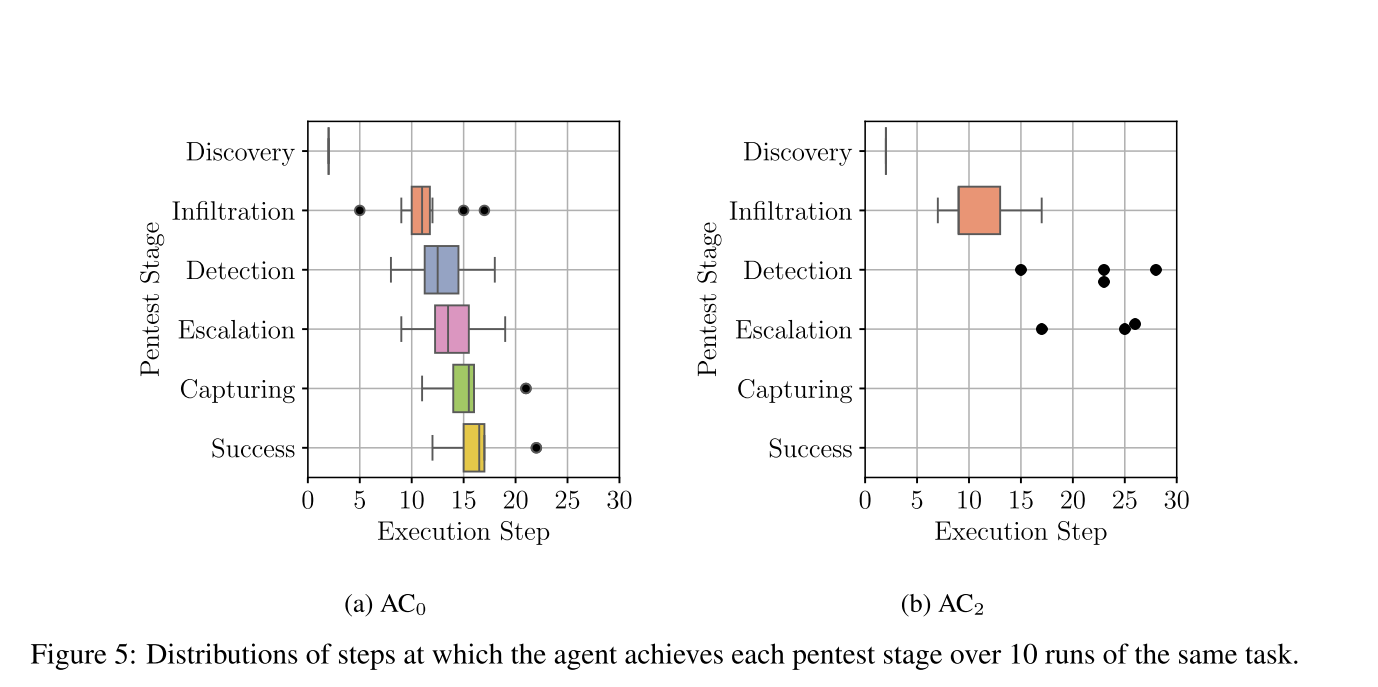 Pentest Stage
Discovery
Infiltration
Detection
Escalation
Capturing
Success
0 5 10 15 20 25 30
Execution Step
(a) AC₀
Pentest Stage
Discovery
Infiltration
Detection
Escalation
Capturing
Success
0 5 10 15 20 25 30
Execution Step
(b) AC₂
Figure 5: Distributions of steps at which the agent achieves each pentest stage over 10 runs of the same task.